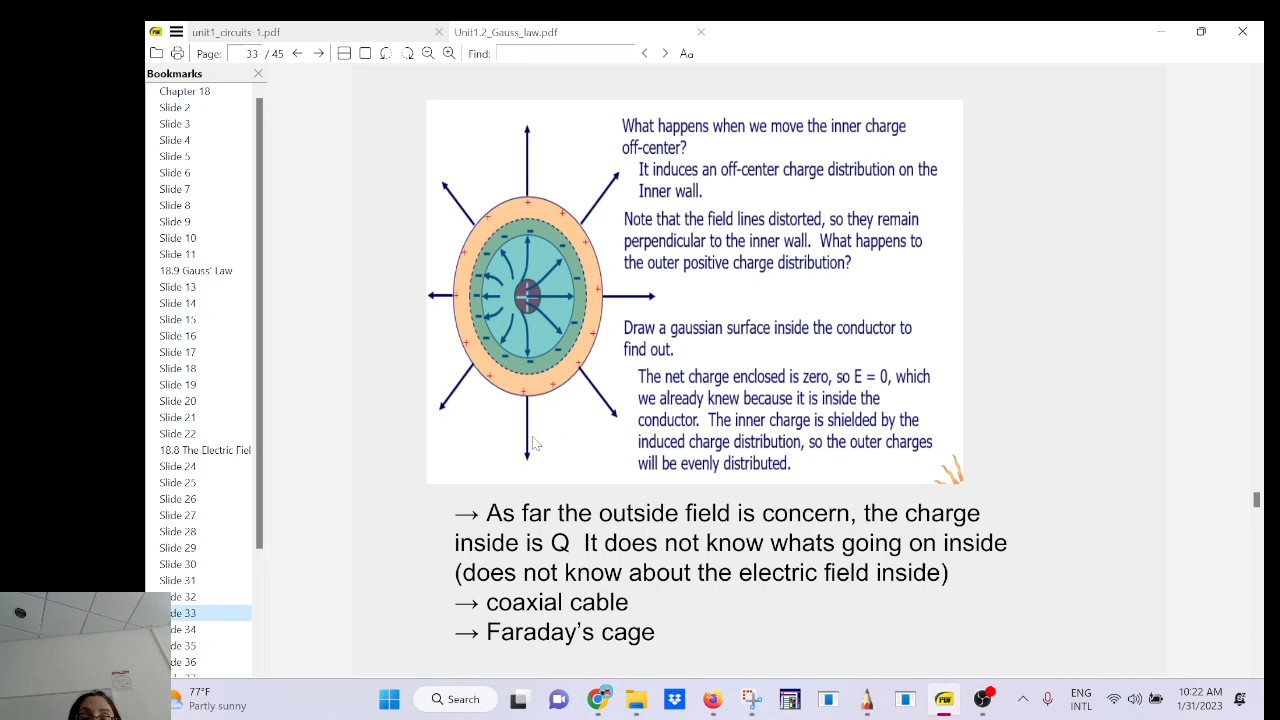 unit1_circuits-1.pdf
Unit1.2_Gauss_law.pdf
Page: 33 / 45
Find:
Aa
Bookmarks
Chapter 18
Slide 2
Slide 3
Slide 4
Slide 5
Slide 6
Slide 7
Slide 8
Slide 9
Slide 10
Slide 11
18.9 Gauss' Law
Slide 13
Slide 14
Slide 15
Slide 16
Slide 17
Slide 18
Slide 19
Slide 20
Slide 21
Slide 22
18.8 The Electric Fiel
Slide 24
Slide 25
Slide 26
Slide 27
Slide 28
Slide 29
Slide 30
Slide 31
32
33
34
35
36
What happens when we move the inner charge
off-center?
It induces an off-center charge distribution on the
Inner wall.
Note that the field lines distorted, so they remain
perpendicular to the inner wall. What happens to
the outer positive charge distribution?
Draw a gaussian surface inside the conductor to
find out.
The net charge enclosed is zero, so E = 0, which
we already knew because it is inside the
conductor. The inner charge is shielded by the
induced charge distribution, so the outer charges
will be evenly distributed.
→ As far the outside field is concern, the charge
inside is Q It does not know whats going on inside
(does not know about the electric field inside)
→ coaxial cable
→ Faraday's cage
77°F
Partly sunny
Search
ENG
INTL
10:22 AM
1/31/2023